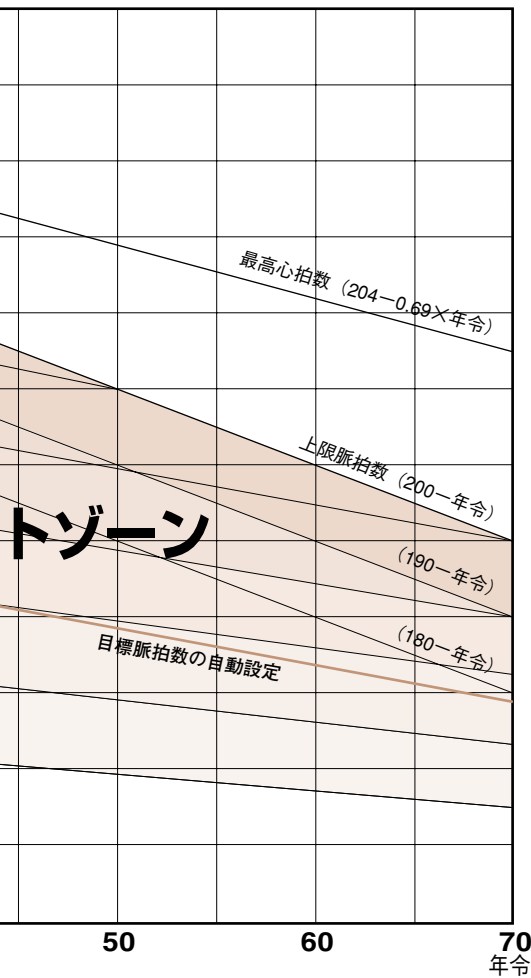 最高心拍数（204－0.69×年令）
上限脈拍数（200－年令）
トゾーン
（190－年令）
（180－年令）
目標脈拍数の自動設定
50
60
70
年令